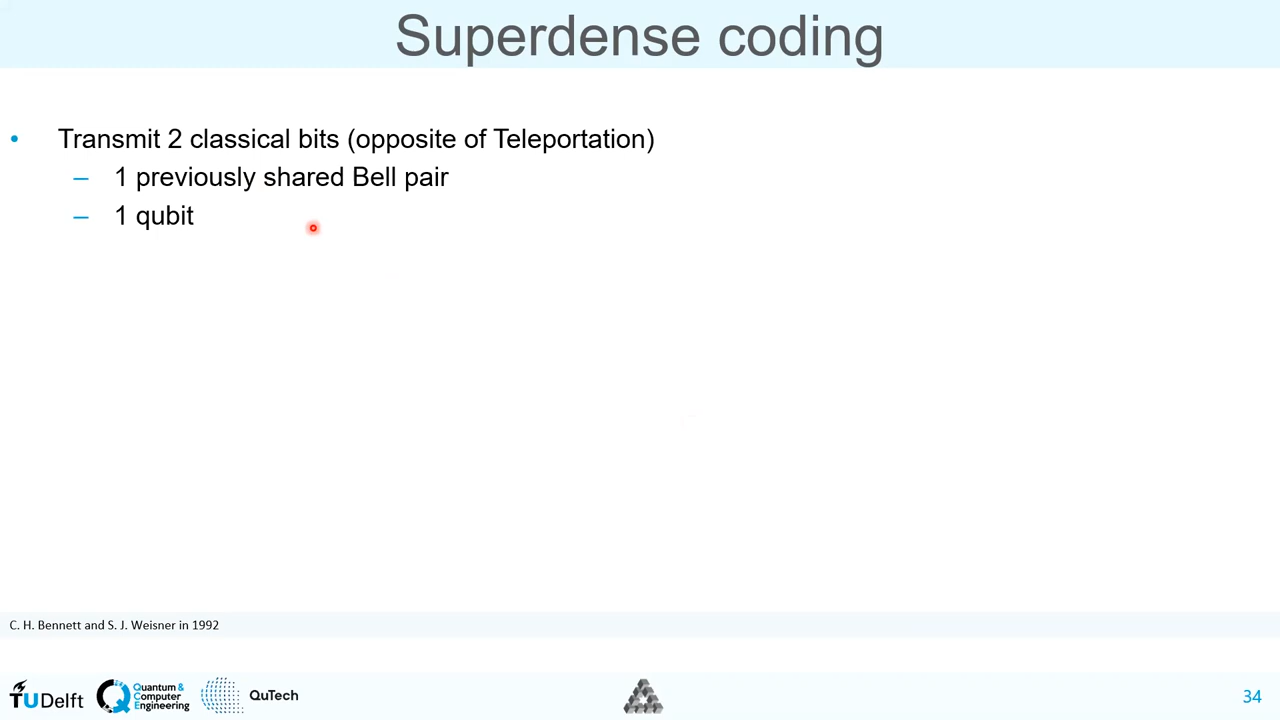 Superdense coding
• Transmit 2 classical bits (opposite of Teleportation)
– 1 previously shared Bell pair
– 1 qubit
C. H. Bennett and S. J. Weisner in 1992
TUDelft
Quantum &
Computer
Engineering
QuTech
34